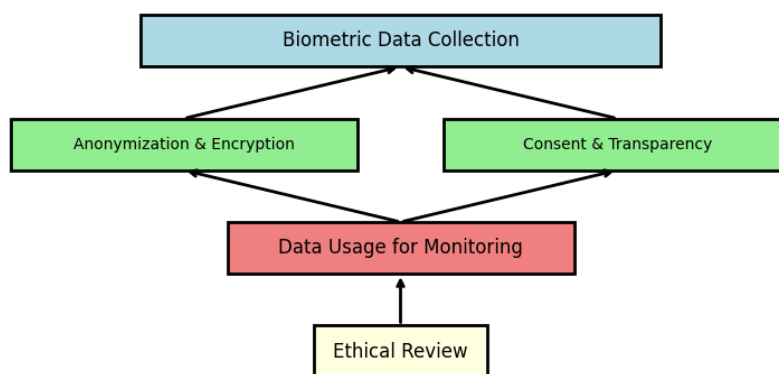 Biometric Data Collection
Anonymization & Encryption
Consent & Transparency
Data Usage for Monitoring
Ethical Review